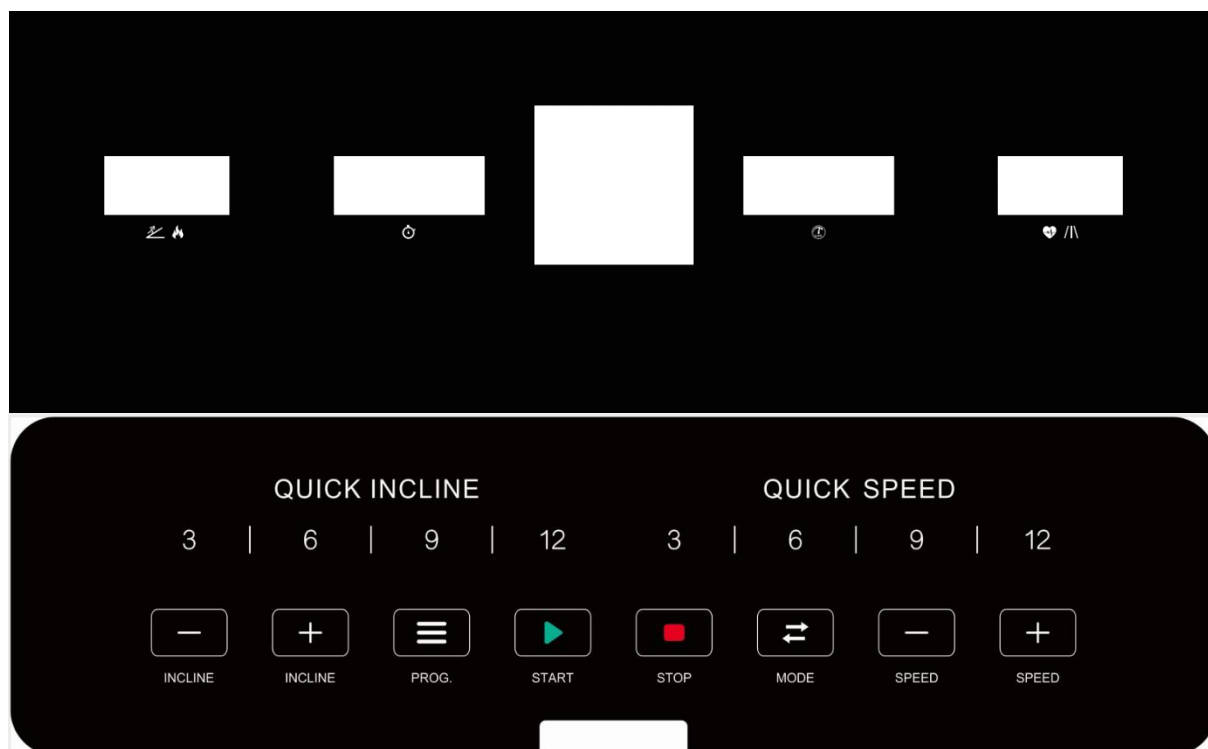 QUICK INCLINE QUICK SPEED
3 | 6 | 9 | 12 3 | 6 | 9 | 12
INCLINE INCLINE PROG. START STOP MODE SPEED SPEED